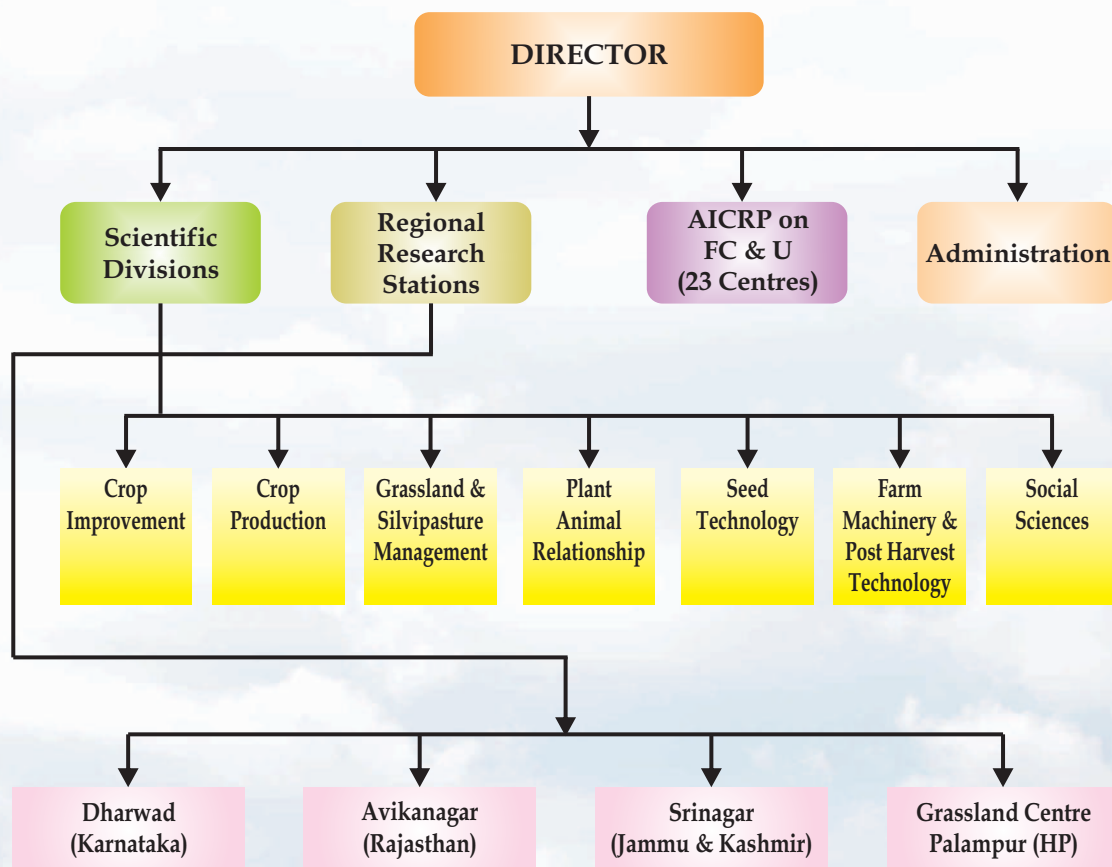 DIRECTOR
Scientific
Divisions
Regional
Research
Stations
AICRP on
FC & U
(23 Centres)
Administration
Crop
Improvement
Crop
Production
Grassland &
Silvipasture
Management
Plant
Animal
Relationship
Seed
Technology
Farm
Machinery &
Post Harvest
Technology
Social
Sciences
Dharwad
(Karnataka)
Avikanagar
(Rajasthan)
Srinagar
(Jammu & Kashmir)
Grassland Centre
Palampur (HP)